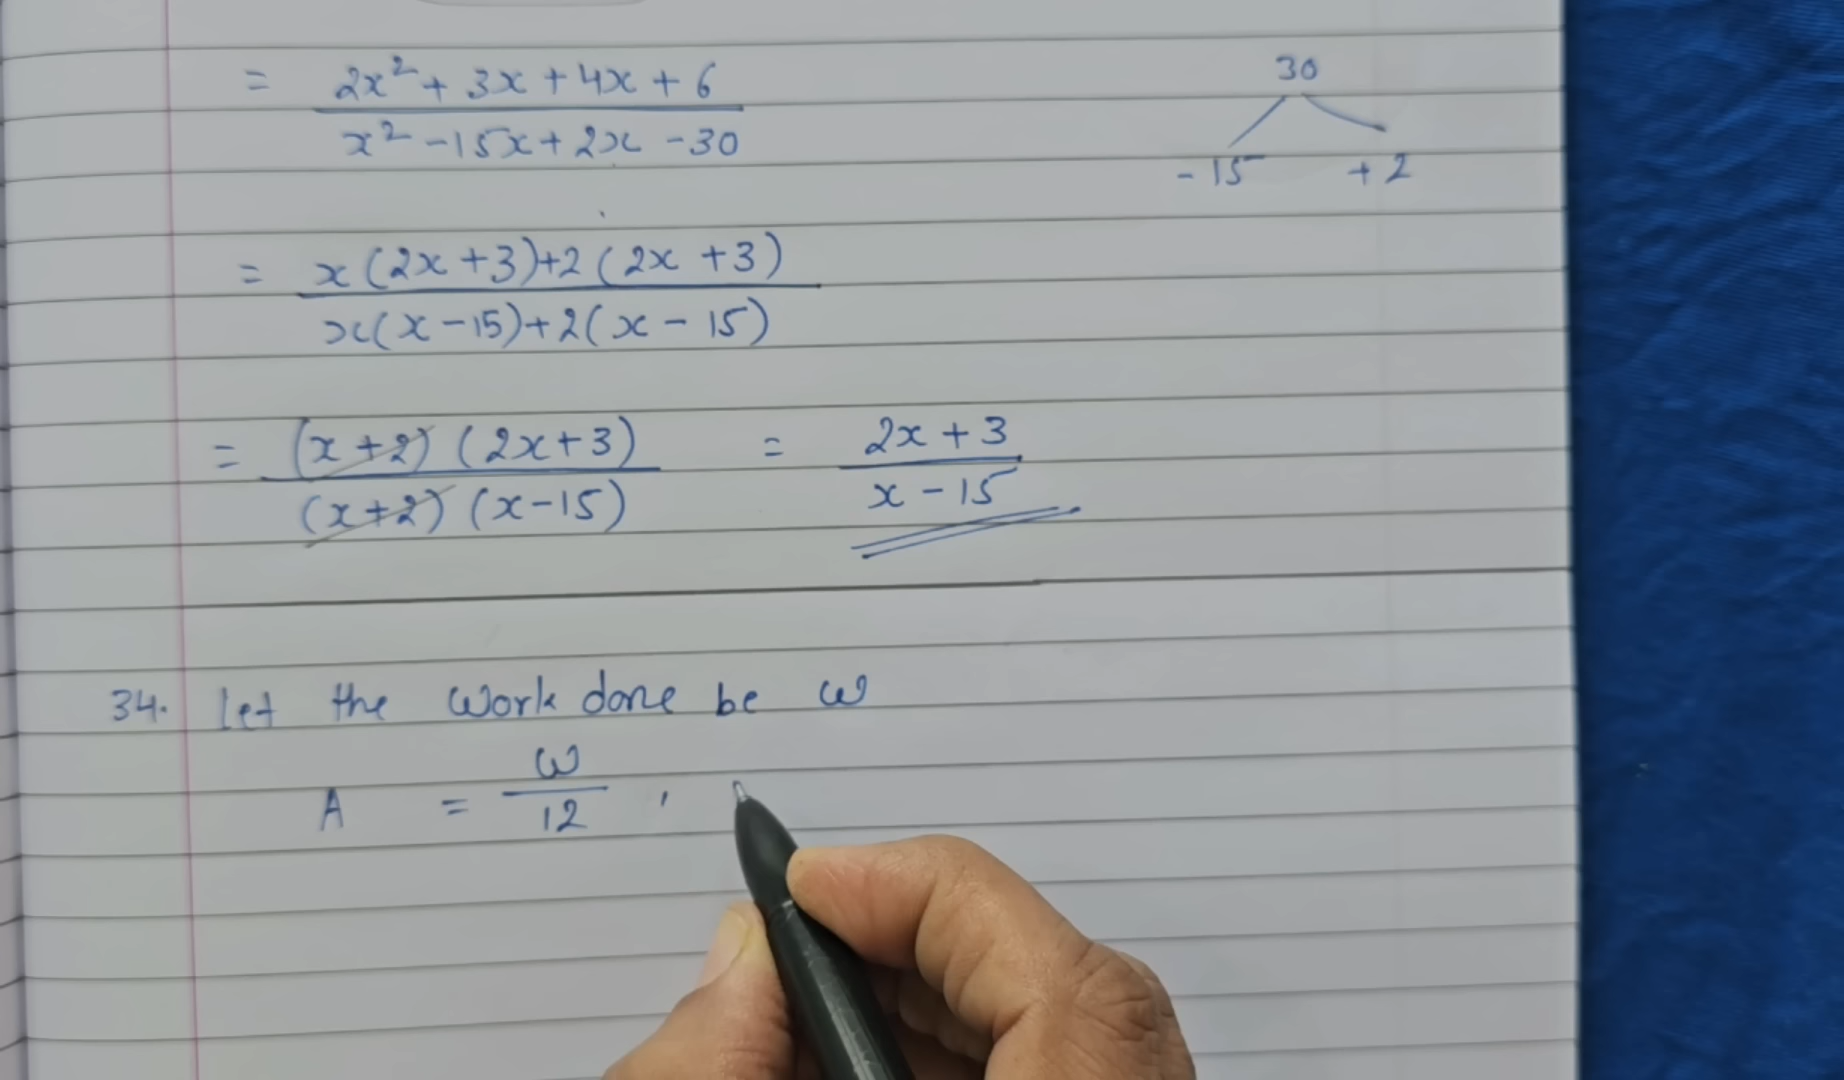 = 2x² + 3x + 4x + 6
x² - 15x + 2x - 30
30
- 15 + 2
= x (2x + 3) + 2 (2x + 3)
x(x - 15) + 2(x - 15)
= (x + 2) (2x + 3) = 2x + 3
(x + 2) (x - 15) x - 15
34. Let the Work done be ω
A = ω
12 ,